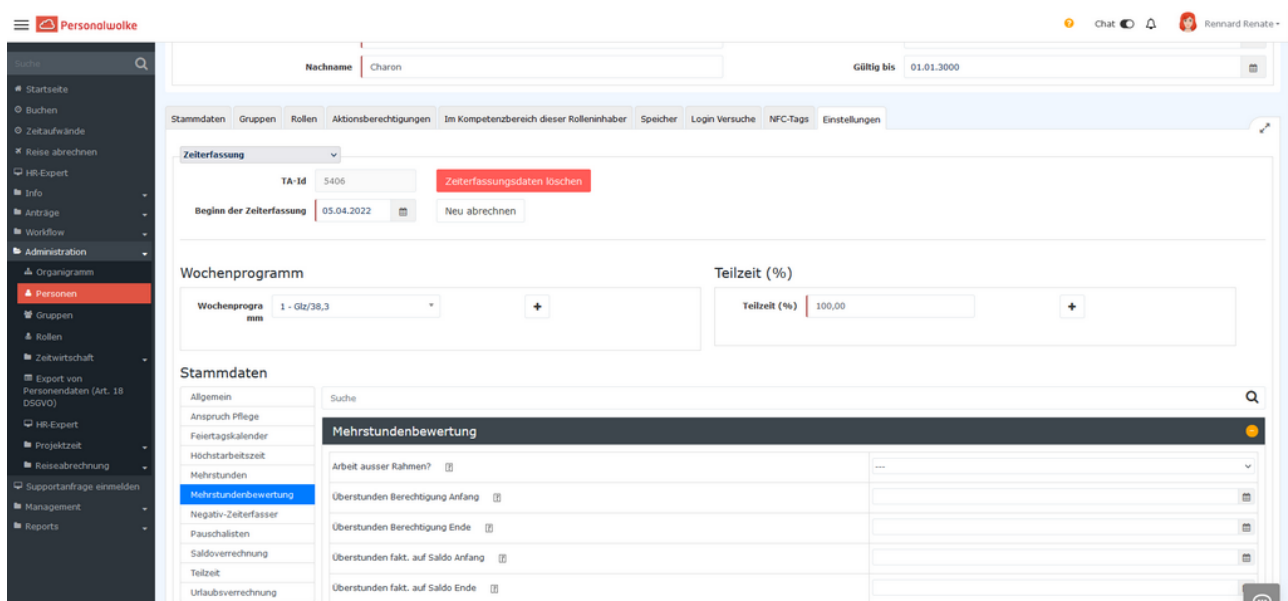 Personalwolke
Chat
Rennard Renate
Suche
Startseite
Buchen
Zeitaufwände
Reise abrechnen
HR-Expert
Info
Anträge
Workflow
Administration
Organigramm
Personen
Gruppen
Rollen
Zeitwirtschaft
Export von
Personendaten (Art. 18
DSGVO)
HR-Expert
Projektzeit
Reiseabrechnung
Supportanfrage einmelden
Management
Reports
Nachname Charon Gültig bis 01.01.3000
Stammdaten Gruppen Rollen Aktionsberechtigungen Im Kompetenzbereich dieser Rolleninhaber Speicher Login Versuche NFC-Tags Einstellungen
Zeiterfassung
TA-Id 5406 Zeiterfassungsdaten löschen
Beginn der Zeiterfassung 05.04.2022 Neu abrechnen
Wochenprogramm Teilzeit (%)
Wochenprogra
mm
1 - Glz/38,3 + Teilzeit (%) 100,00 +
Stammdaten
Allgemein
Anspruch Pflege
Feiertagskalender
Höchstarbeitszeit
Mehrstunden
Mehrstundenbewertung
Negativ-Zeiterfasser
Pauschalisten
Saldoverrechnung
Teilzeit
Urlaubsverrechnung
Suche
Mehrstundenbewertung
Arbeit ausser Rahmen? ---
Überstunden Berechtigung Anfang
Überstunden Berechtigung Ende
Überstunden fakt. auf Saldo Anfang
Überstunden fakt. auf Saldo Ende